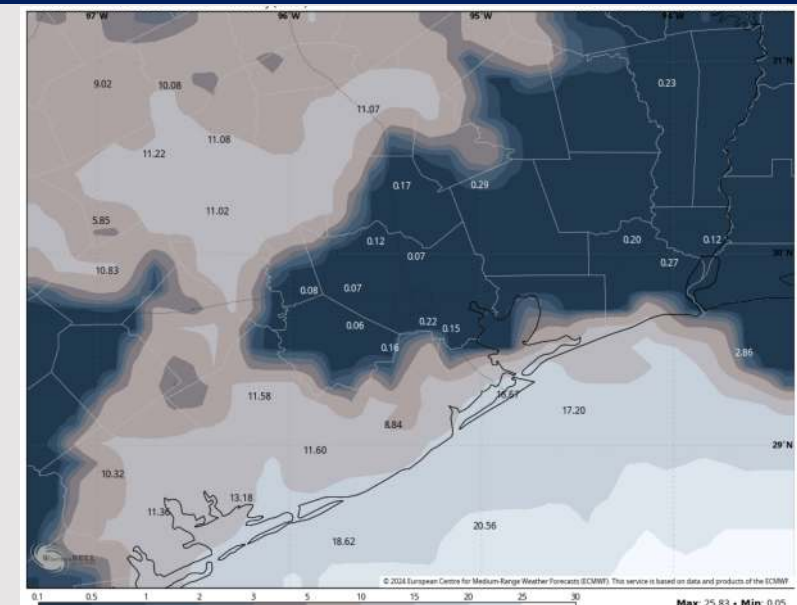 97°W 96°W 95°W 94°W
31°N
0.23
9.02 10.08
11.07
11.08
11.22
0.17 0.29
11.02
5.85
0.12 0.20 0.12
30°N
0.07 0.27
10.83
0.08 0.07
0.06 0.22 0.15
0.16 2.86
11.58 16.67
17.20
8.84
29°N
11.60
10.32
13.18
11.36
20.56
18.62
© 2024 European Centre for Medium-Range Weather Forecasts (ECMWF). This service is based on data and products of the ECMWF
0.1 0.5 1 2 3 5 10 15 20 25 30
Max: 25.83 • Min: 0.05